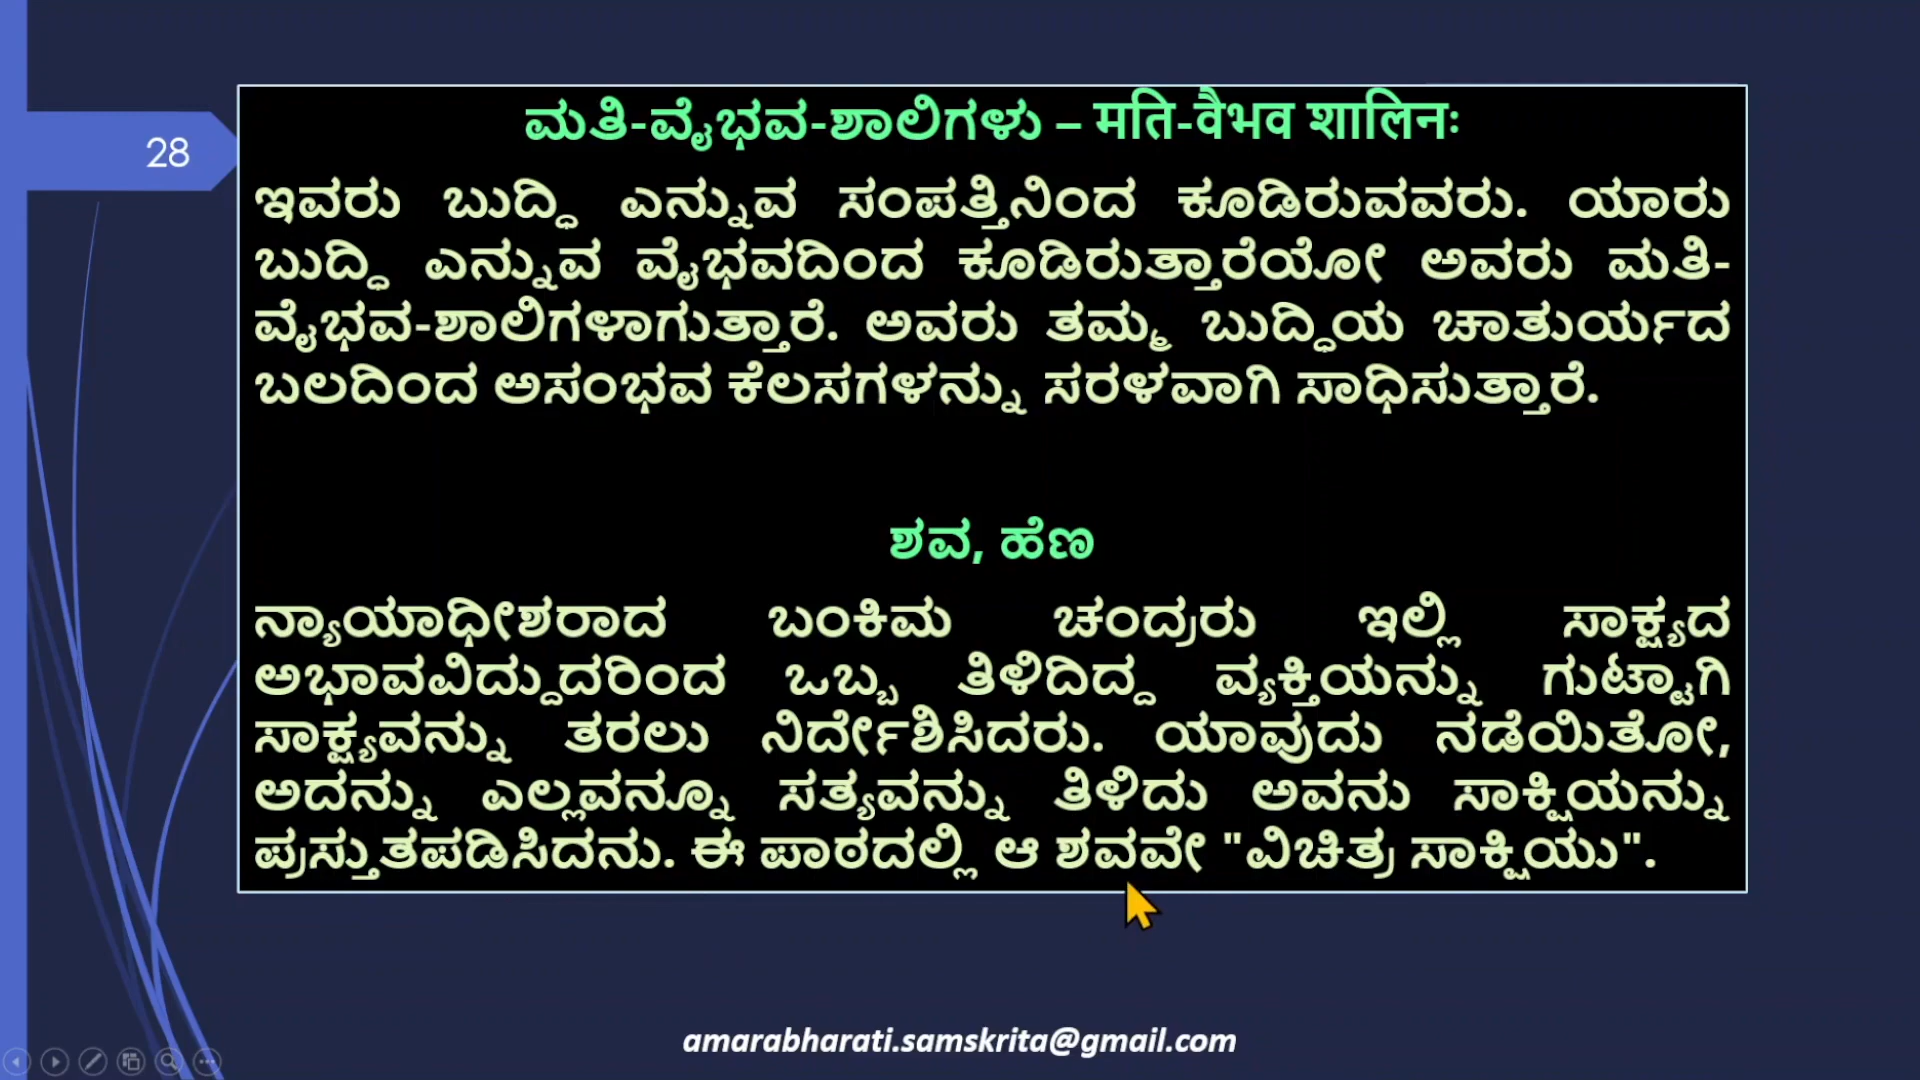 28
ಮತಿ-ವೈಭವ-ಶಾಲಿಗಳು – मति-वैभव शालिनः
ಇವರು ಬುದ್ಧಿ ಎನ್ನುವ ಸಂಪತ್ತಿನಿಂದ ಕೂಡಿರುವವರು. ಯಾರು
ಬುದ್ಧಿ ಎನ್ನುವ ವೈಭವದಿಂದ ಕೂಡಿರುತ್ತಾರೆಯೋ ಅವರು ಮತಿ-
ವೈಭವ-ಶಾಲಿಗಳಾಗುತ್ತಾರೆ. ಅವರು ತಮ್ಮ ಬುದ್ಧಿಯ ಚಾತುರ್ಯದ
ಬಲದಿಂದ ಅಸಂಭವ ಕೆಲಸಗಳನ್ನು ಸರಳವಾಗಿ ಸಾಧಿಸುತ್ತಾರೆ.
ಶವ, ಹೆಣ
ನ್ಯಾಯಾಧೀಶರಾದ ಬಂಕಿಮ ಚಂದ್ರರು ಇಲ್ಲಿ ಸಾಕ್ಷ್ಯದ
ಅಭಾವವಿದ್ದುದರಿಂದ ಒಬ್ಬ ತಿಳಿದಿದ್ದ ವ್ಯಕ್ತಿಯನ್ನು ಗುಟ್ಟಾಗಿ
ಸಾಕ್ಷ್ಯವನ್ನು ತರಲು ನಿರ್ದೇಶಿಸಿದರು. ಯಾವುದು ನಡೆಯಿತೋ,
ಅದನ್ನು ಎಲ್ಲವನ್ನೂ ಸತ್ಯವನ್ನು ತಿಳಿದು ಅವನು ಸಾಕ್ಷಿಯನ್ನು
ಪ್ರಸ್ತುತಪಡಿಸಿದನು. ಈ ಪಾಠದಲ್ಲಿ ಆ ಶವವೇ "ವಿಚಿತ್ರ ಸಾಕ್ಷಿಯು".
amarabharati.samskrita@gmail.com